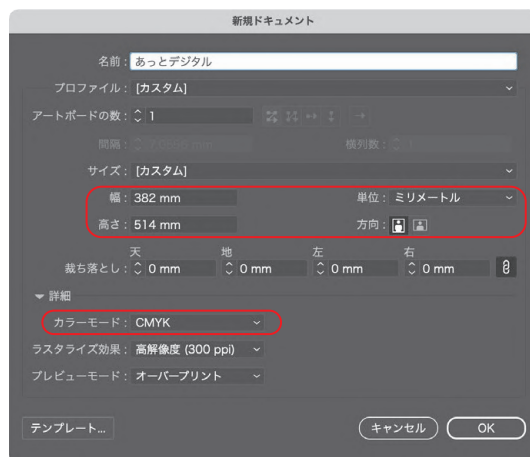 新規ドキュメント
名前：あっとデジタル
プロファイル：[カスタム]
アートボードの数：1
間隔： 横列数：1
サイズ：[カスタム]
幅：382 mm 単位：ミリメートル
高さ：514 mm 方向：
天 地 左 右
裁ち落とし：0 mm 0 mm 0 mm 0 mm
詳細
カラーモード：CMYK
ラスタライズ効果：高解像度 (300 ppi)
プレビューモード：オーバープリント
テンプレート... キャンセル OK